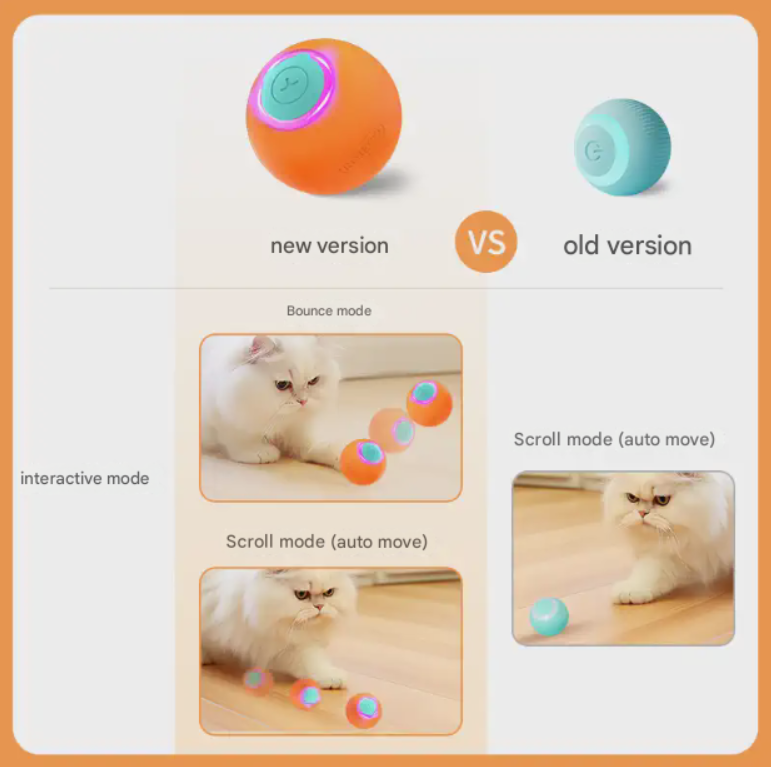 new version
VS
old version
Bounce mode
Scroll mode (auto move)
interactive mode
Scroll mode (auto move)